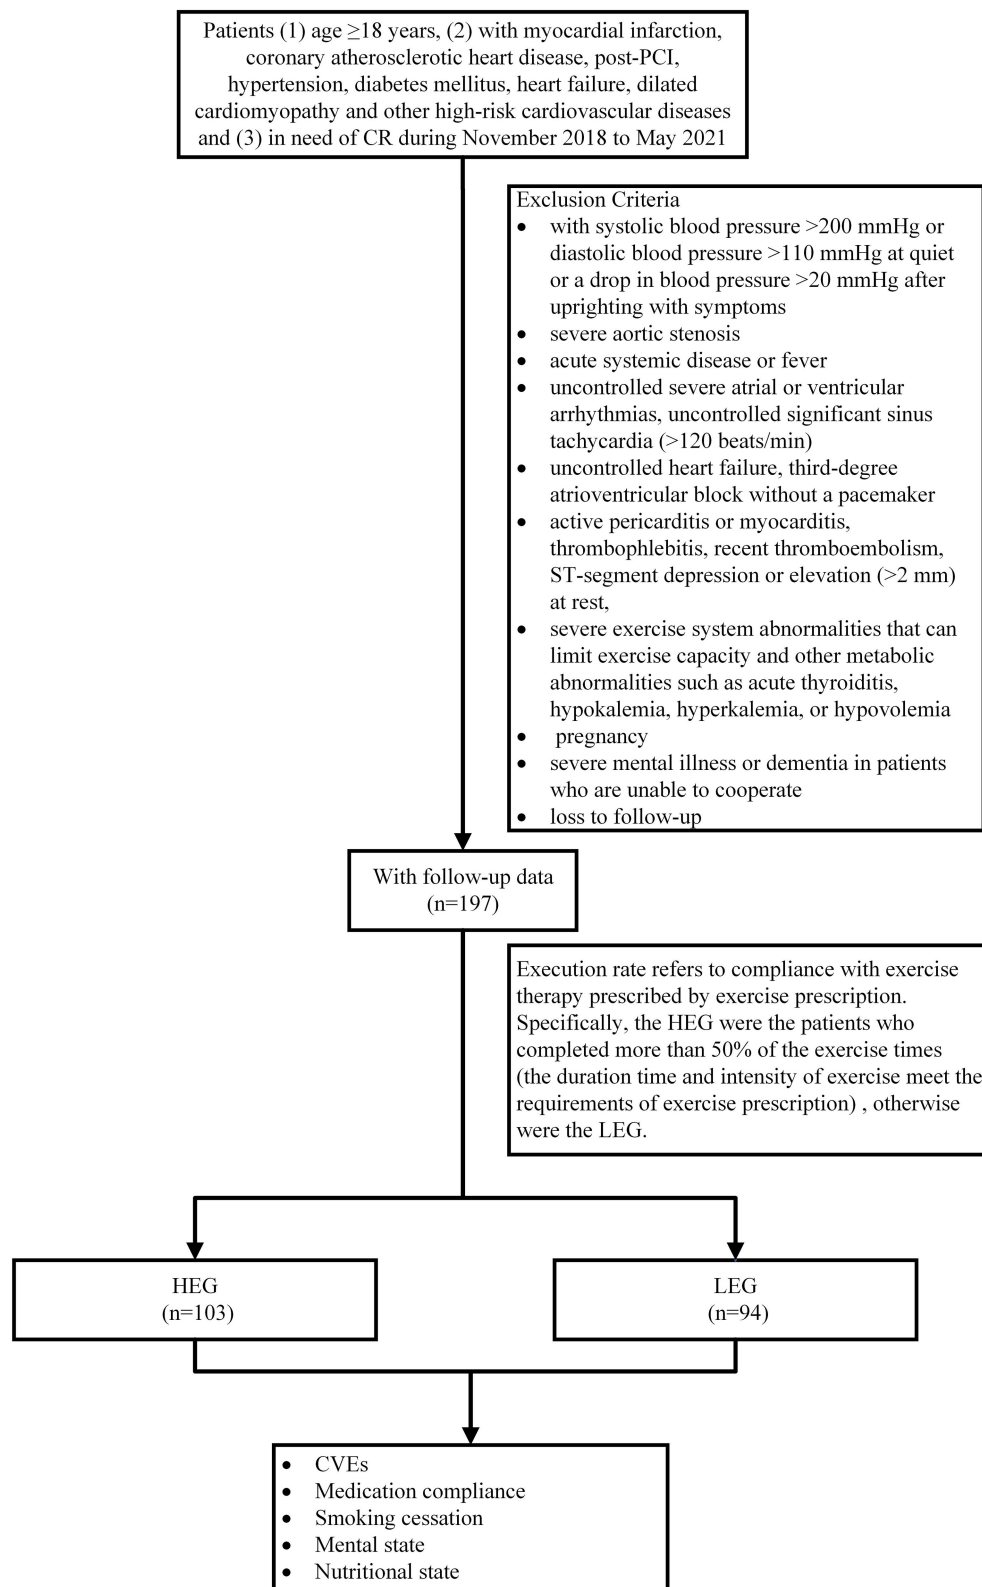 Patients (1) age ≥18 years, (2) with myocardial infarction,
coronary atherosclerotic heart disease, post-PCI,
hypertension, diabetes mellitus, heart failure, dilated
cardiomyopathy and other high-risk cardiovascular diseases
and (3) in need of CR during November 2018 to May 2021
Exclusion Criteria
• with systolic blood pressure >200 mmHg or
diastolic blood pressure >110 mmHg at quiet
or a drop in blood pressure >20 mmHg after
uprighting with symptoms
• severe aortic stenosis
• acute systemic disease or fever
• uncontrolled severe atrial or ventricular
arrhythmias, uncontrolled significant sinus
tachycardia (>120 beats/min)
• uncontrolled heart failure, third-degree
atrioventricular block without a pacemaker
• active pericarditis or myocarditis,
thrombophlebitis, recent thromboembolism,
ST-segment depression or elevation (>2 mm)
at rest,
• severe exercise system abnormalities that can
limit exercise capacity and other metabolic
abnormalities such as acute thyroiditis,
hypokalemia, hyperkalemia, or hypovolemia
• pregnancy
• severe mental illness or dementia in patients
who are unable to cooperate
• loss to follow-up
With follow-up data
(n=197)
Execution rate refers to compliance with exercise
therapy prescribed by exercise prescription.
Specifically, the HEG were the patients who
completed more than 50% of the exercise times
(the duration time and intensity of exercise meet the
requirements of exercise prescription) , otherwise
were the LEG.
HEG
(n=103)
LEG
(n=94)
• CVEs
• Medication compliance
• Smoking cessation
• Mental state
• Nutritional state